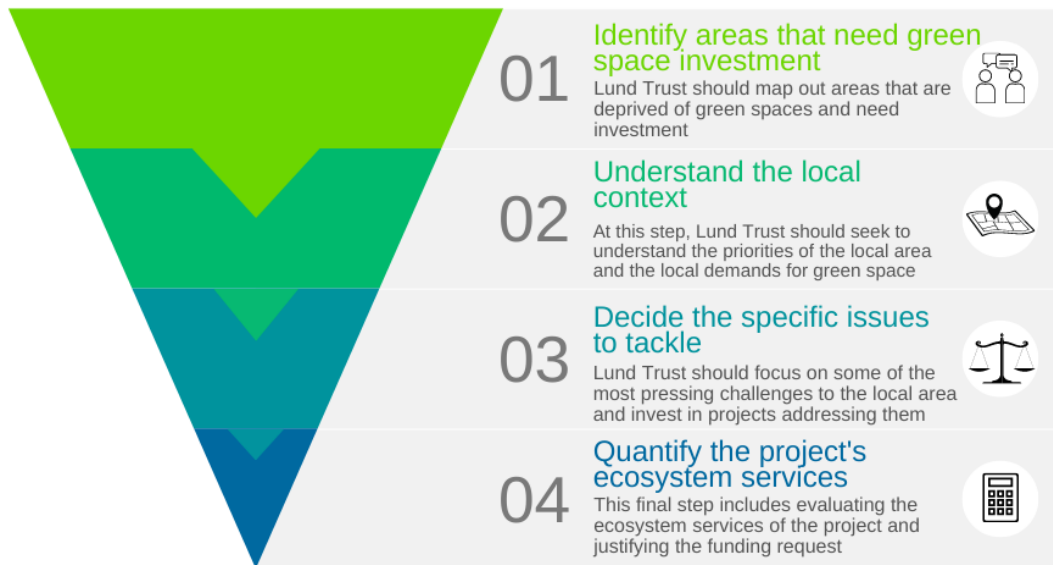 01
Identify areas that need green
space investment
Lund Trust should map out areas that are
deprived of green spaces and need
investment
02
Understand the local
context
At this step, Lund Trust should seek to
understand the priorities of the local area
and the local demands for green space
03
Decide the specific issues
to tackle
Lund Trust should focus on some of the
most pressing challenges to the local area
and invest in projects addressing them
04
Quantify the project's
ecosystem services
This final step includes evaluating the
ecosystem services of the project and
justifying the funding request